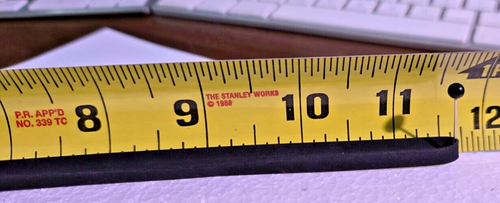 P.R. APP'D
NO. 339 TC
8
9
THE STANLEY WORKS
© 1988
10
11
12